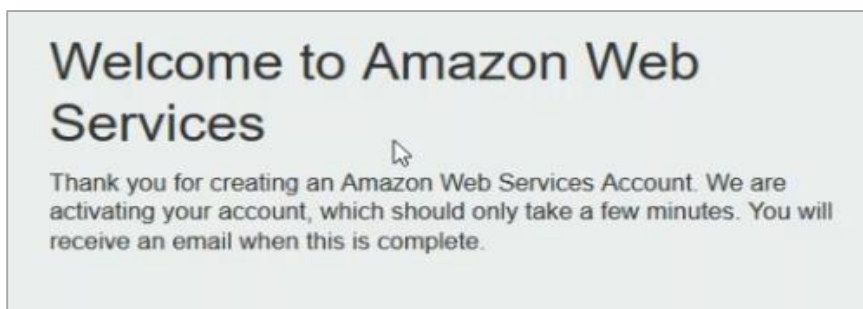 Welcome to Amazon Web
Services
Thank you for creating an Amazon Web Services Account. We are
activating your account, which should only take a few minutes. You will
receive an email when this is complete.